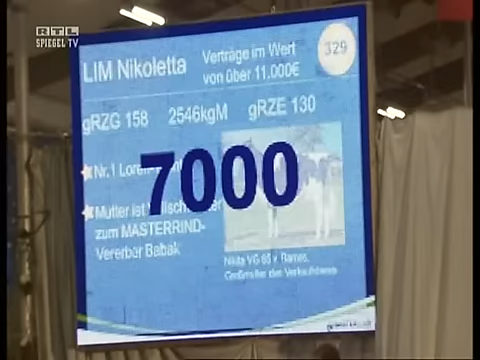 RTL
SPIEGEL TV
LIM Nikoletta
Verträge im Wert
von über 11.000€
329
gRZG 158 2546kgM gRZE 130
Nr.1
7000
Mutter ist
zum MASTERRIND-
Vererber Babak
Nikita VG 85 v. Ramos,
Großmutter des Verkaufstieres